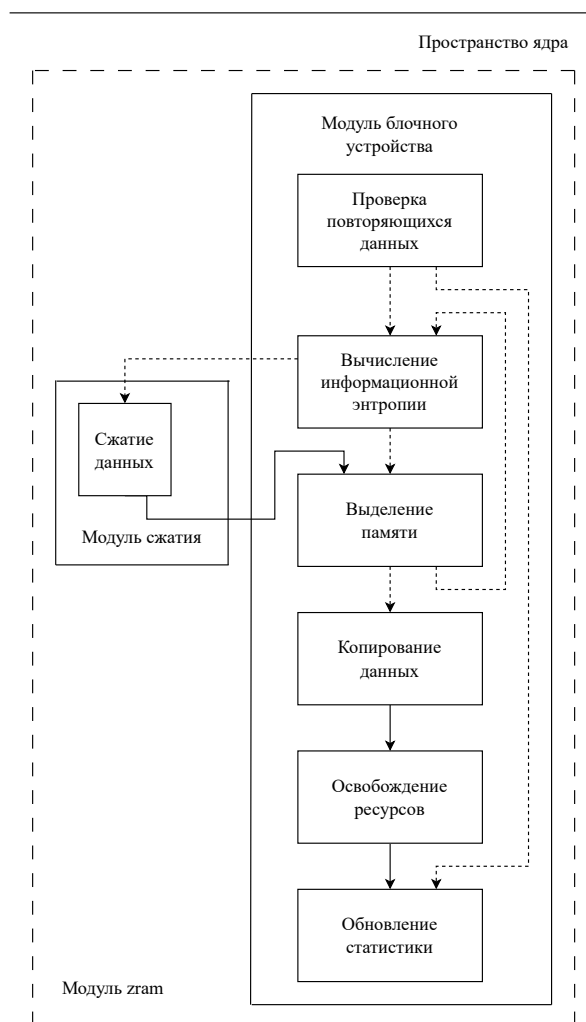 Пространство ядра
Модуль блочного
устройства
Проверка
повторяющихся
данных
Вычисление
информационной
энтропии
Сжатие
данных
Модуль сжатия
Выделение
памяти
Копирование
данных
Освобождение
ресурсов
Обновление
статистики
Модуль zram